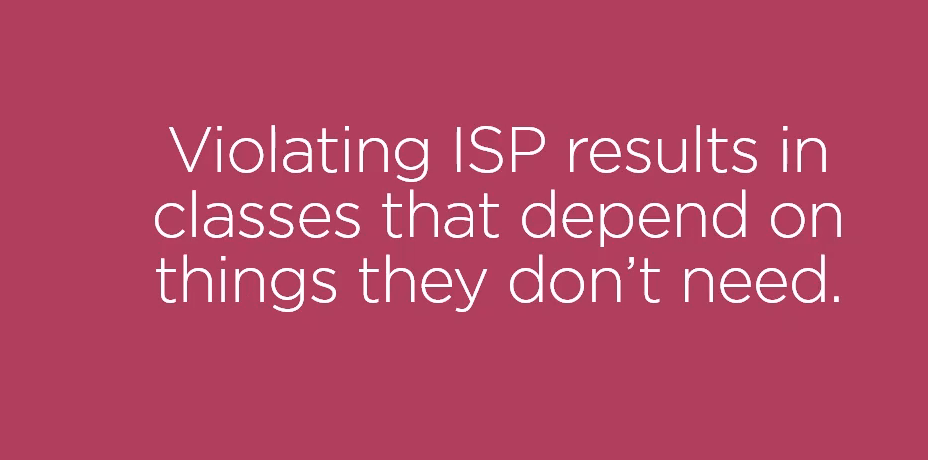 Violating ISP results in
classes that depend on
things they don’t need.